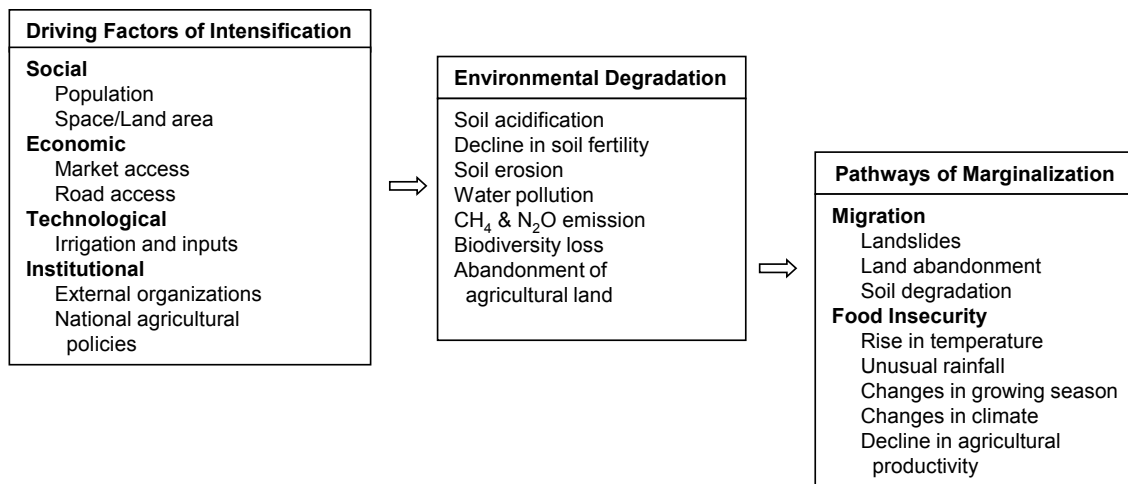 Driving Factors of Intensification
Social
Population
Space/Land area
Economic
Market access
Road access
Technological
Irrigation and inputs
Institutional
External organizations
National agricultural
policies
Environmental Degradation
Soil acidification
Decline in soil fertility
Soil erosion
Water pollution
CH₄ & N₂O emission
Biodiversity loss
Abandonment of
agricultural land
Pathways of Marginalization
Migration
Landslides
Land abandonment
Soil degradation
Food Insecurity
Rise in temperature
Unusual rainfall
Changes in growing season
Changes in climate
Decline in agricultural
productivity